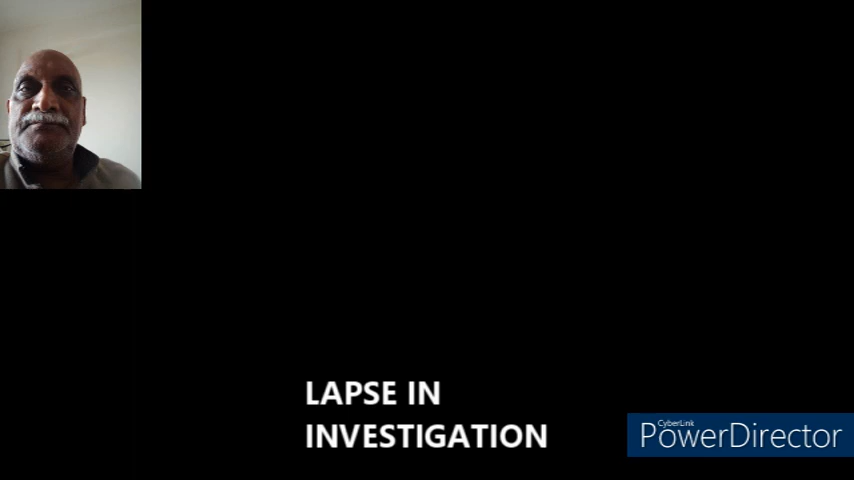 LAPSE IN
INVESTIGATION
CyberLink
PowerDirector